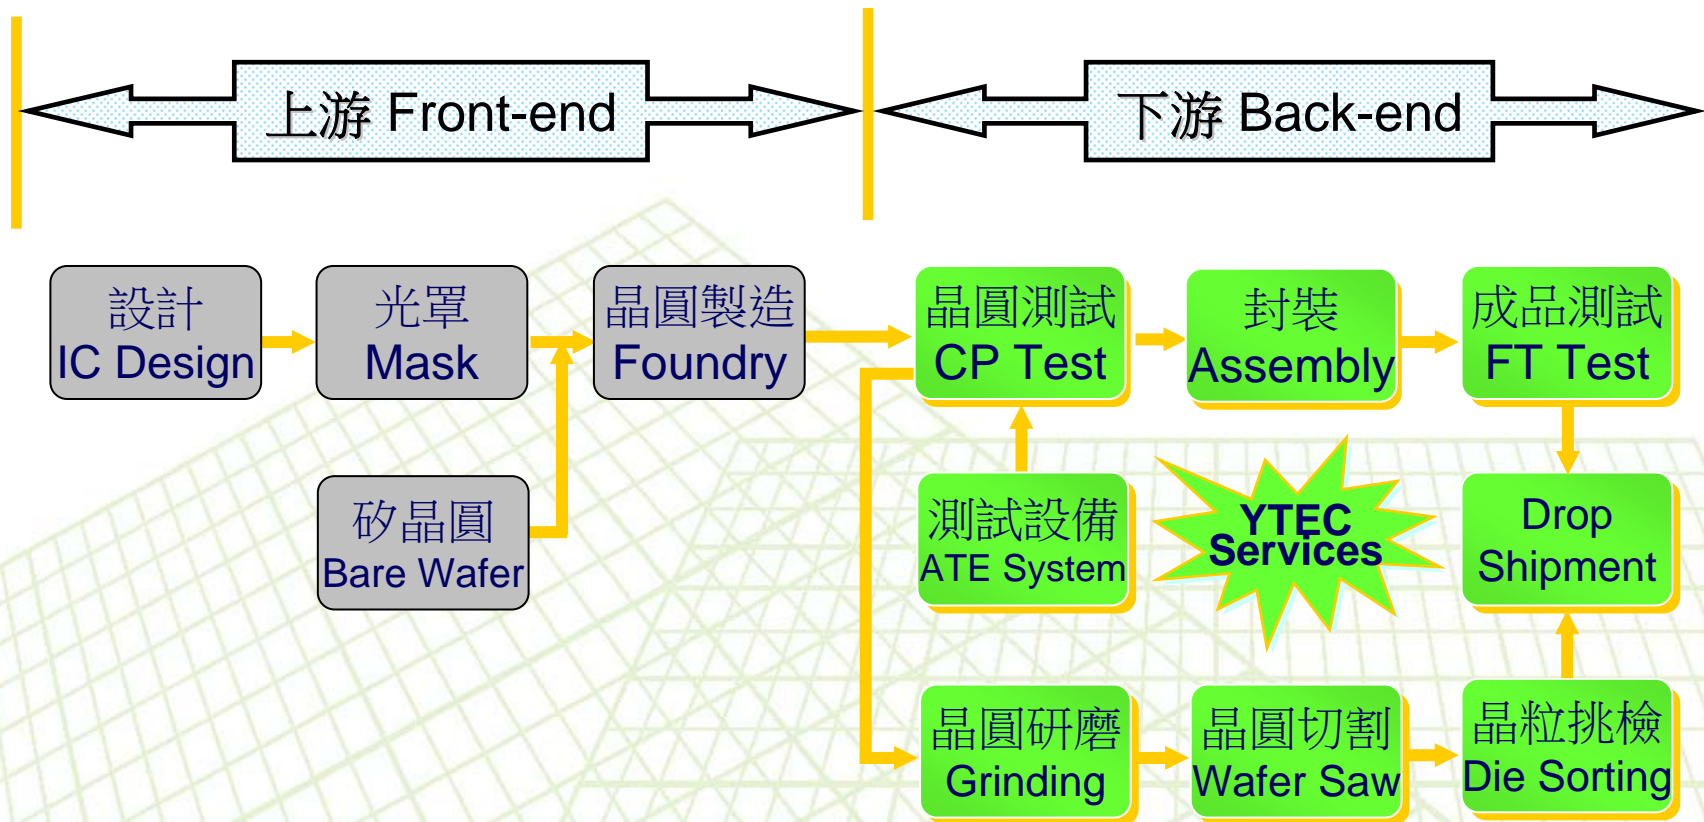 上游 Front-end
下游 Back-end
設計
IC Design
光罩
Mask
晶圓製造
Foundry
晶圓測試
CP Test
封裝
Assembly
成品測試
FT Test
矽晶圓
Bare Wafer
測試設備
ATE System
YTEC
Services
Drop
Shipment
晶圓研磨
Grinding
晶圓切割
Wafer Saw
晶粒挑檢
Die Sorting